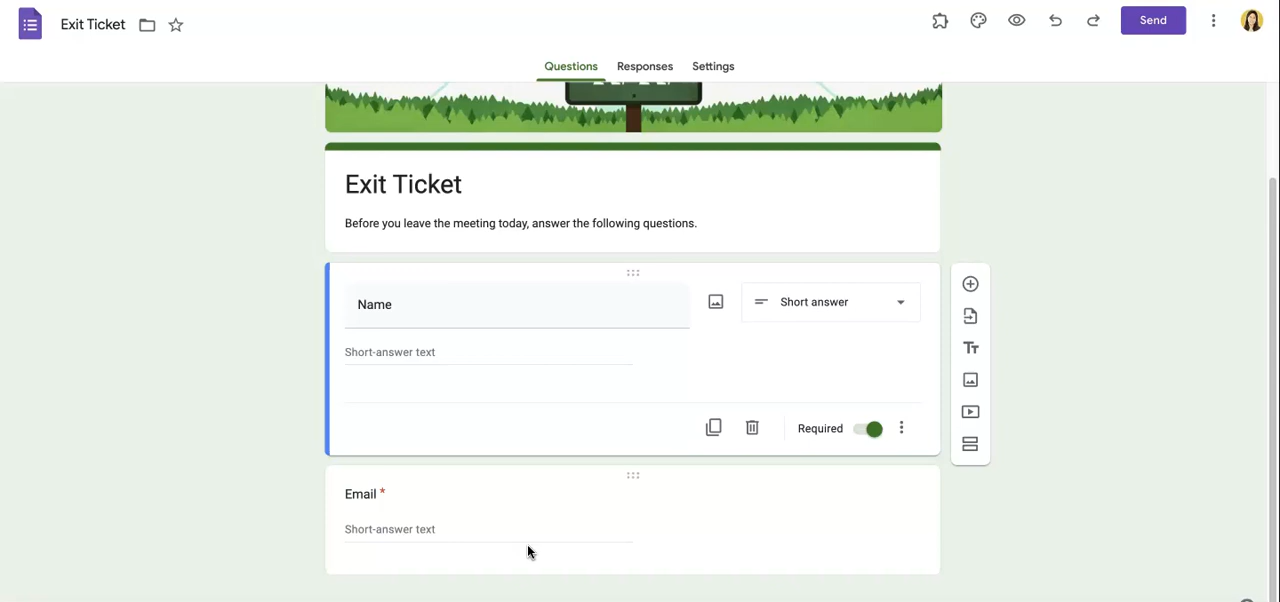 Exit Ticket
Send
Questions Responses Settings
Exit Ticket
Before you leave the meeting today, answer the following questions.
Name
Short answer
Short-answer text
Required
Email *
Short-answer text